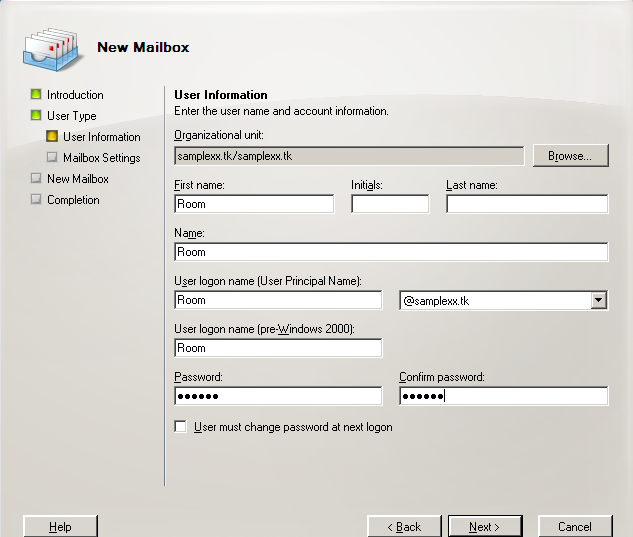 New Mailbox
Introduction
User Type
User Information
Mailbox Settings
New Mailbox
Completion
User Information
Enter the user name and account information.
Organizational unit:
samplexx.tk/samplexx.tk
Browse...
First name: Initials: Last name:
Room
Name:
Room
User logon name (User Principal Name):
Room @samplexx.tk
User logon name (pre-Windows 2000):
Room
Password: Confirm password:
●●●●●● ●●●●●●
User must change password at next logon
Help < Back Next > Cancel